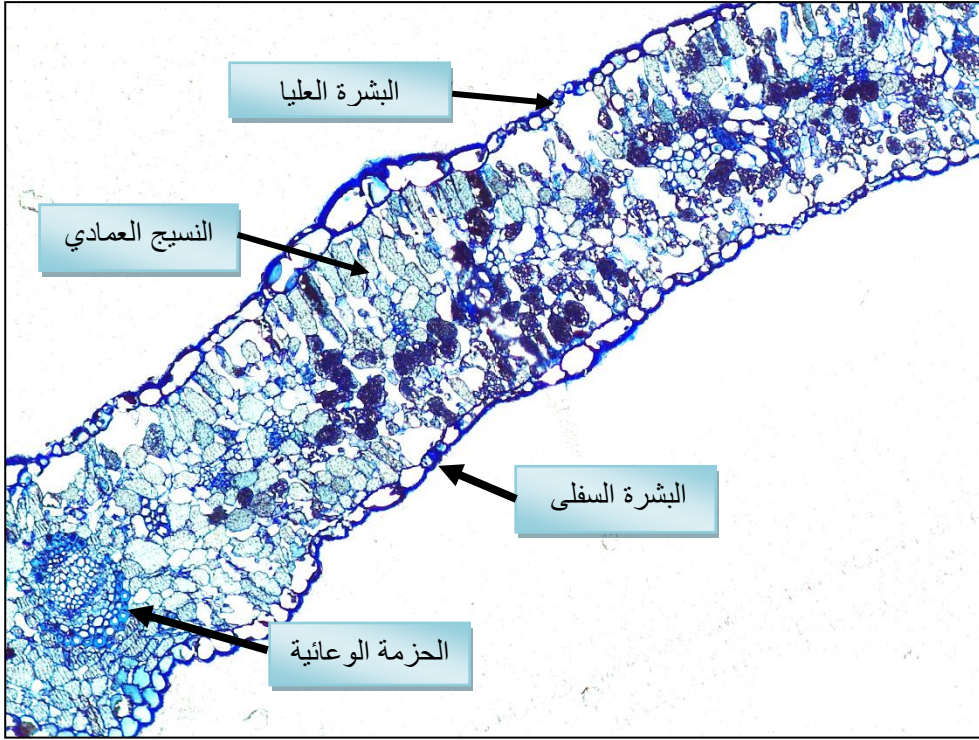 البشرة العليا
النسيج العمادي
البشرة السفلى
الحزمة الوعائية